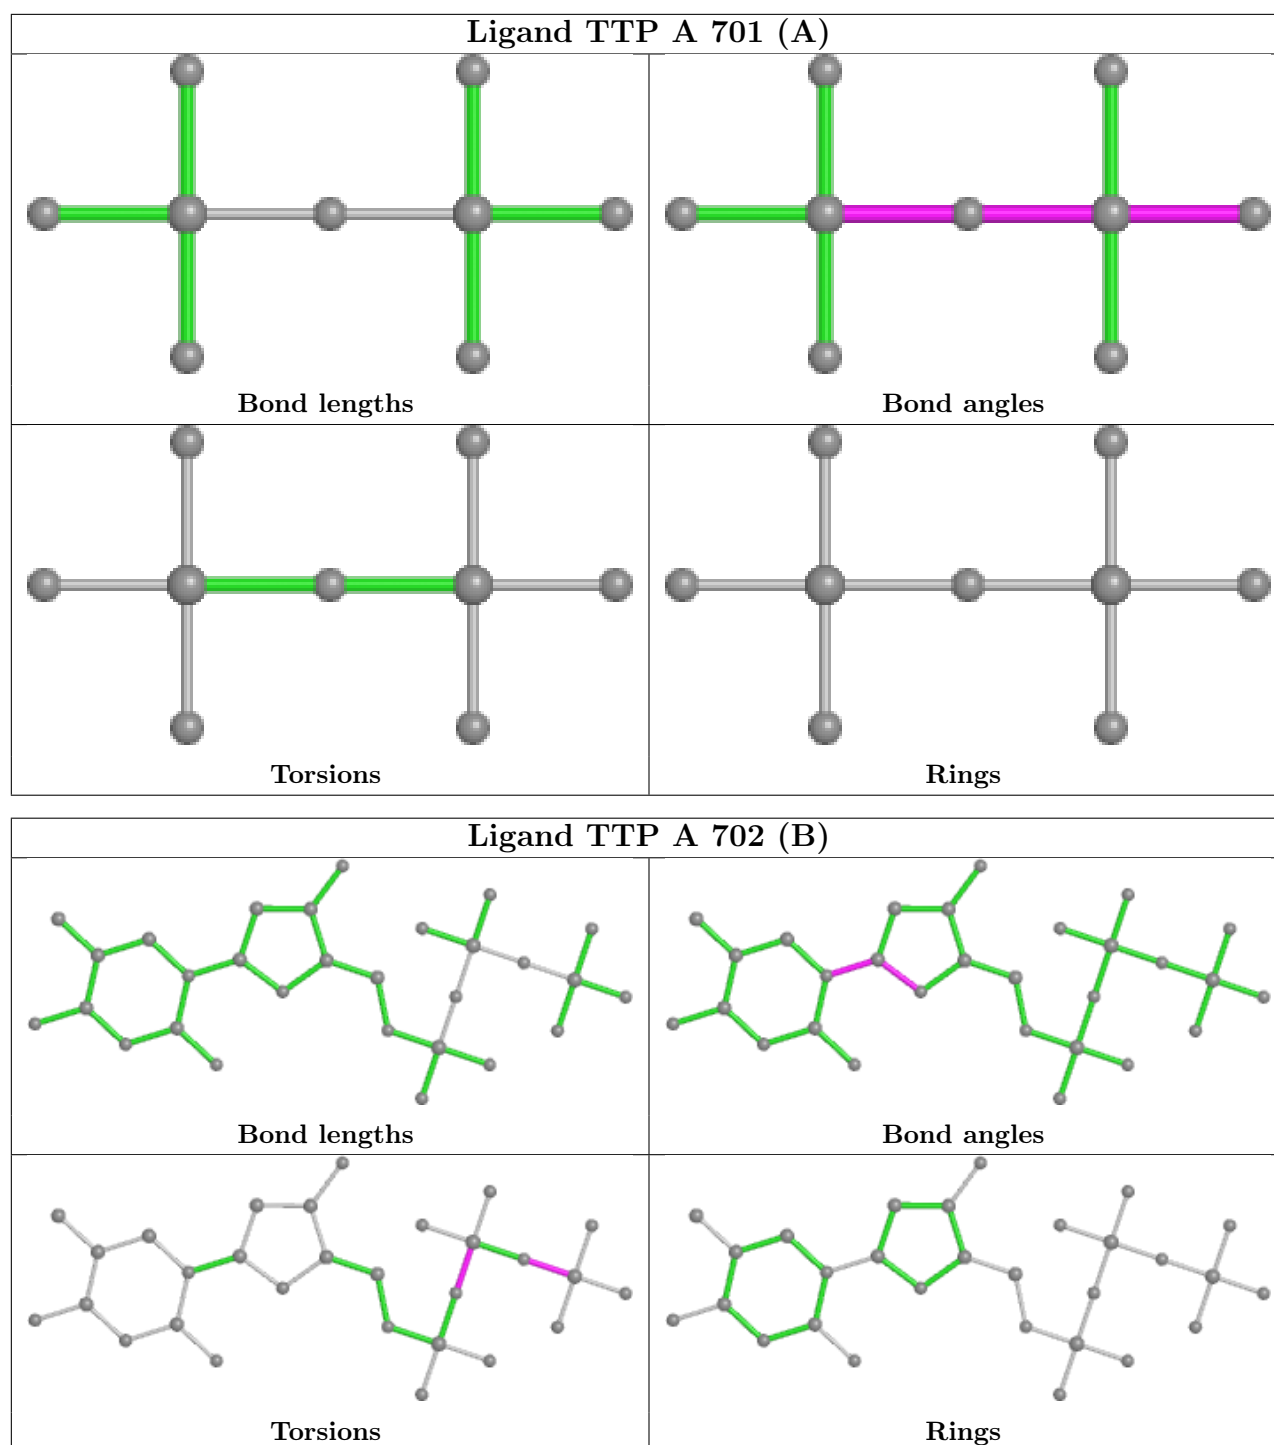 Ligand TTP A 701 (A)
Bond lengths
Bond angles
Torsions
Rings
Ligand TTP A 702 (B)
Bond lengths
Bond angles
Torsions
Rings